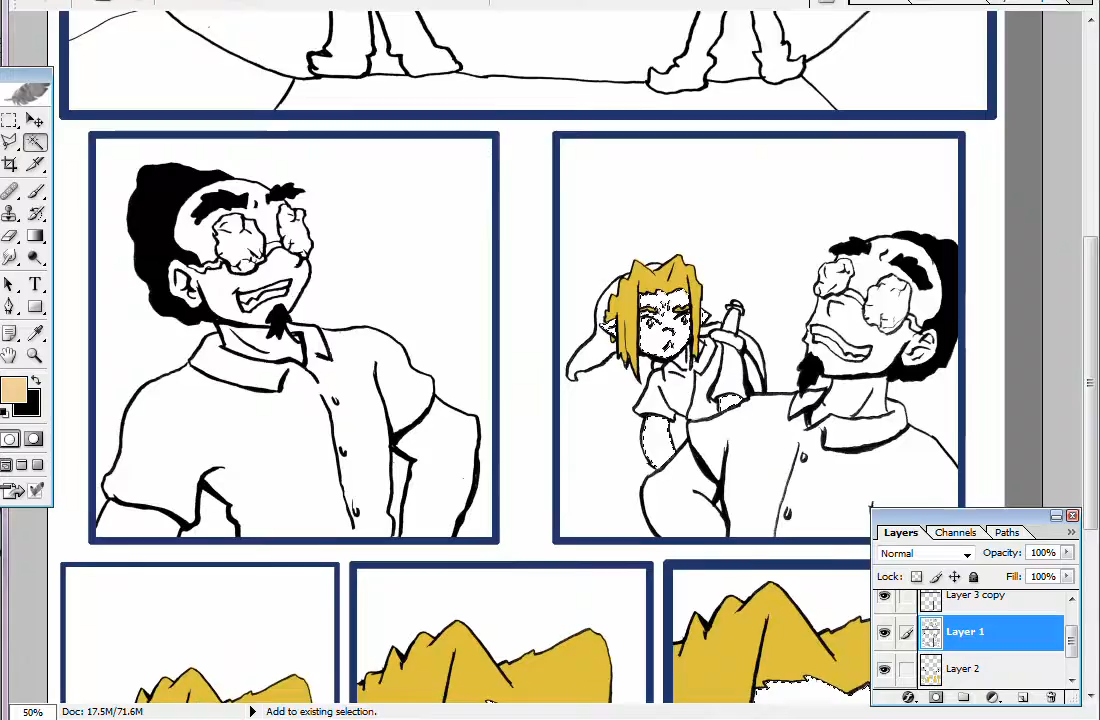 Layers Channels Paths
Normal Opacity: 100%
Lock: Fill: 100%
Layer 3 copy
Layer 1
Layer 2
50% Doc: 17.5M/71.6M Add to existing selection.